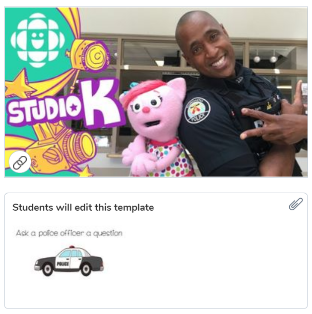 STUDIO K
Students will edit this template
Ask a police officer a question
POLICE